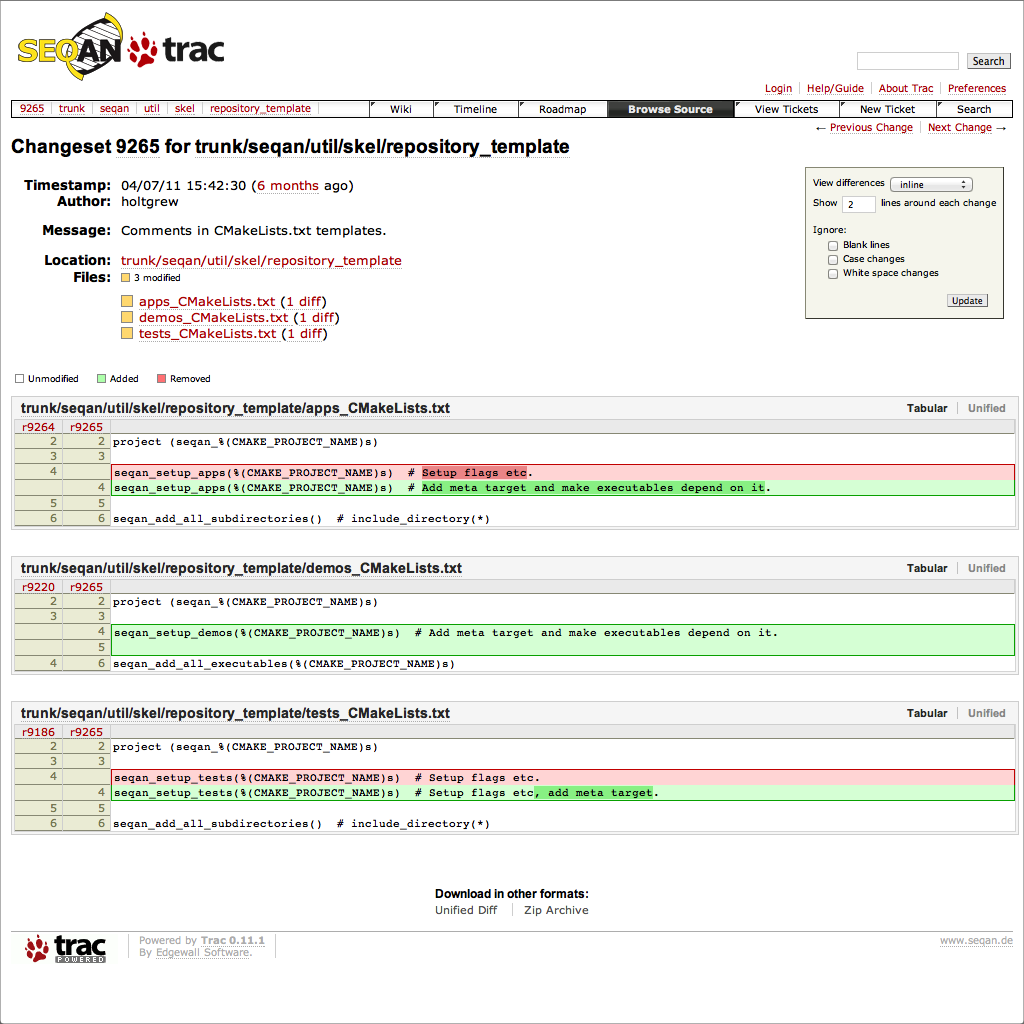 SEQAN trac
Search
Login Help/Guide About Trac Preferences
9265 trunk seqan util skel repository_template Wiki Timeline Roadmap Browse Source View Tickets New Ticket Search
← Previous Change Next Change →
Changeset 9265 for trunk/seqan/util/skel/repository_template
Timestamp: 04/07/11 15:42:30 (6 months ago)
Author: holtgrew
Message: Comments in CMakeLists.txt templates.
Location: trunk/seqan/util/skel/repository_template
Files: 3 modified
apps_CMakeLists.txt (1 diff)
demos_CMakeLists.txt (1 diff)
tests_CMakeLists.txt (1 diff)
View differences inline
Show 2 lines around each change
Ignore:
Blank lines
Case changes
White space changes
Update
Unmodified Added Removed
trunk/seqan/util/skel/repository_template/apps_CMakeLists.txt Tabular Unified
r9264 r9265
2 2 project (seqan_%(CMAKE_PROJECT_NAME)s)
3 3
4 seqan_setup_apps(%(CMAKE_PROJECT_NAME)s) # Setup flags etc.
4 seqan_setup_apps(%(CMAKE_PROJECT_NAME)s) # Add meta target and make executables depend on it.
5 5
6 6 seqan_add_all_subdirectories() # include_directory(*)
trunk/seqan/util/skel/repository_template/demos_CMakeLists.txt Tabular Unified
r9220 r9265
2 2 project (seqan_%(CMAKE_PROJECT_NAME)s)
3 3
4 seqan_setup_demos(%(CMAKE_PROJECT_NAME)s) # Add meta target and make executables depend on it.
5
4 6 seqan_add_all_executables(%(CMAKE_PROJECT_NAME)s)
trunk/seqan/util/skel/repository_template/tests_CMakeLists.txt Tabular Unified
r9186 r9265
2 2 project (seqan_%(CMAKE_PROJECT_NAME)s)
3 3
4 seqan_setup_tests(%(CMAKE_PROJECT_NAME)s) # Setup flags etc.
4 seqan_setup_tests(%(CMAKE_PROJECT_NAME)s) # Setup flags etc, add meta target.
5 5
6 6 seqan_add_all_subdirectories() # include_directory(*)
Download in other formats:
Unified Diff Zip Archive
trac POWERED
Powered by Trac 0.11.1
By Edgewall Software.
www.seqan.de